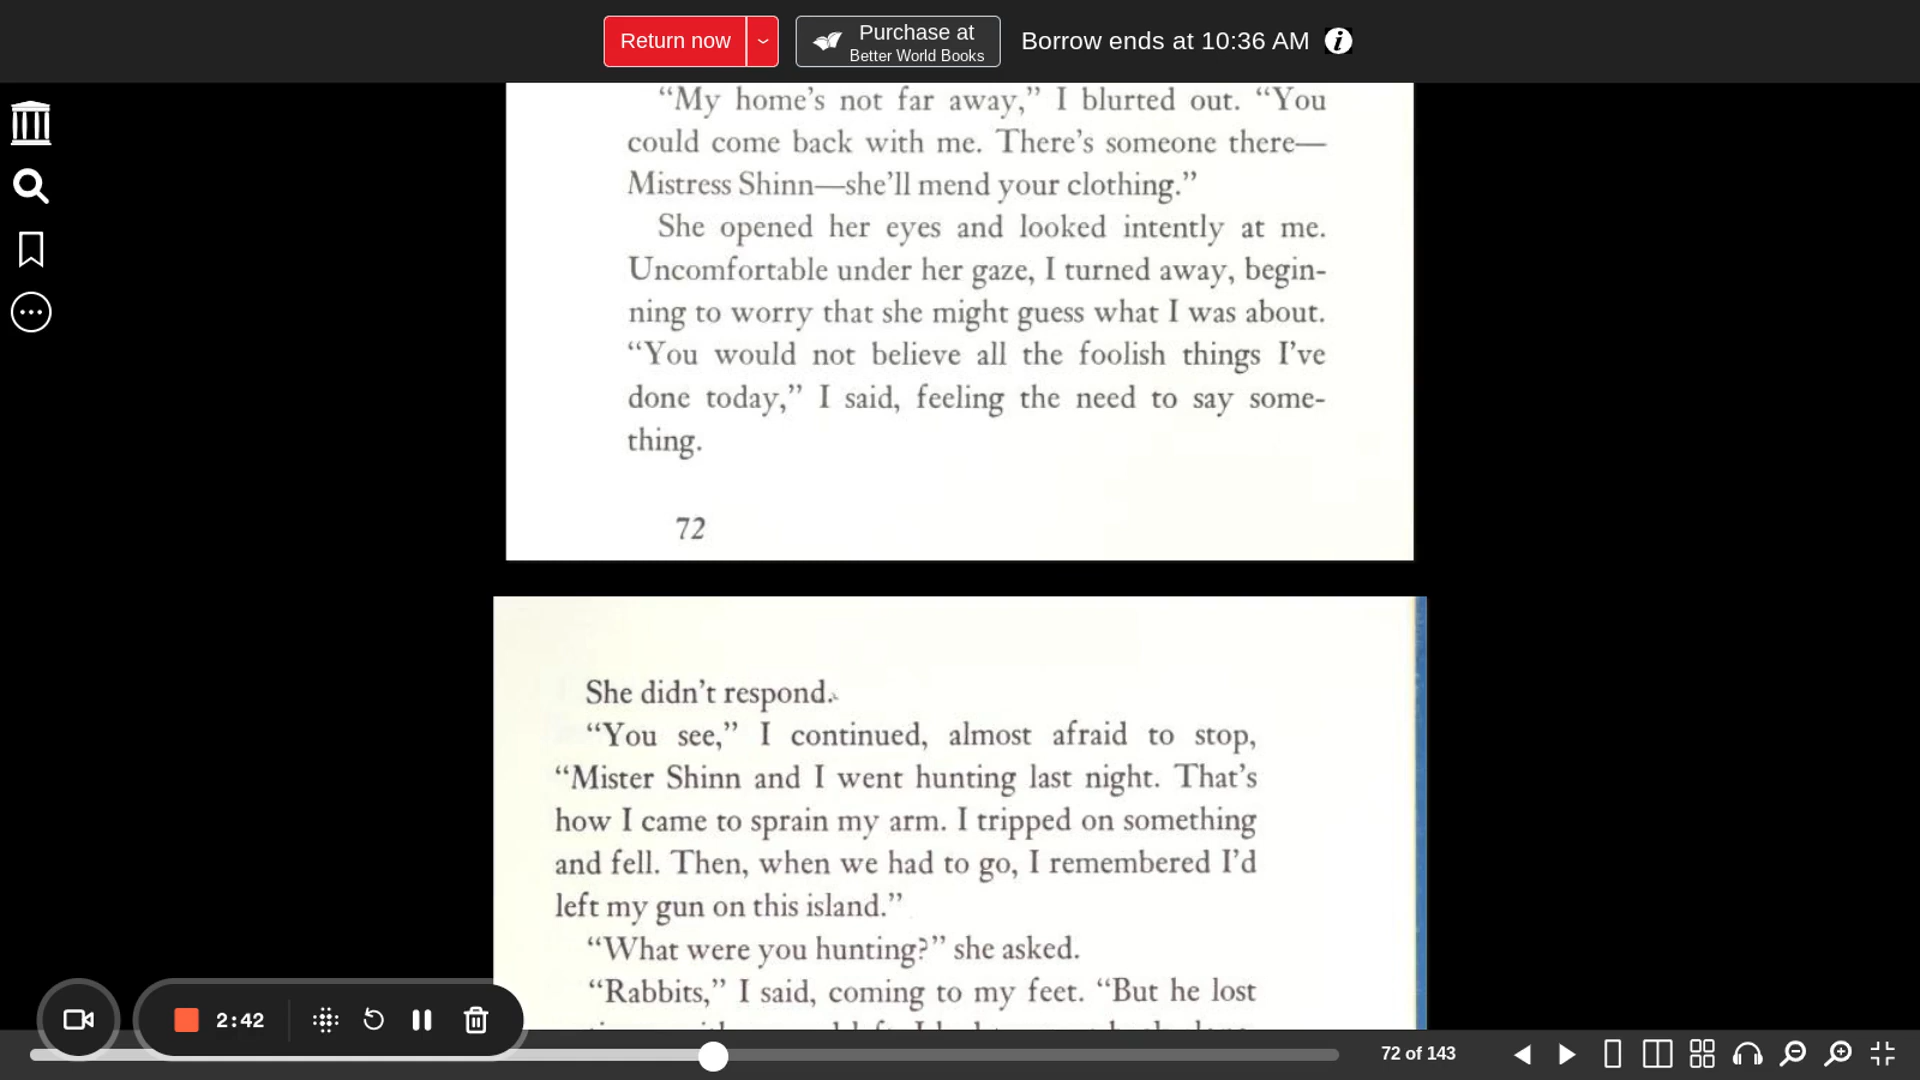 Return now
Purchase at
Better World Books
Borrow ends at 10:36 AM
“My home’s not far away,” I blurted out. “You
could come back with me. There’s someone there—
Mistress Shinn—she’ll mend your clothing.”
She opened her eyes and looked intently at me.
Uncomfortable under her gaze, I turned away, begin-
ning to worry that she might guess what I was about.
“You would not believe all the foolish things I’ve
done today,” I said, feeling the need to say some-
thing.
72
She didn’t respond.
“You see,” I continued, almost afraid to stop,
“Mister Shinn and I went hunting last night. That’s
how I came to sprain my arm. I tripped on something
and fell. Then, when we had to go, I remembered I’d
left my gun on this island.”
“What were you hunting?” she asked.
“Rabbits,” I said, coming to my feet. “But he lost
2:42
72 of 143